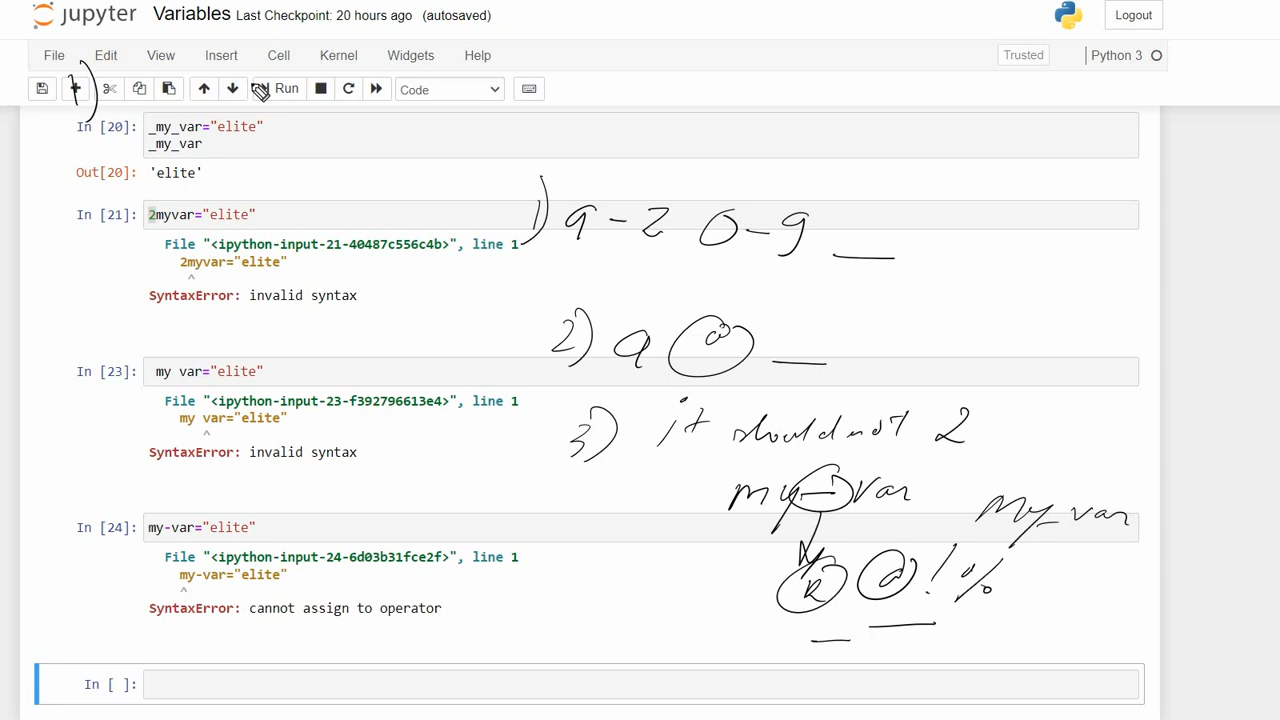 jupyter Variables Last Checkpoint: 20 hours ago (autosaved) Logout
File Edit View Insert Cell Kernel Widgets Help Trusted Python 3
Run Code
In [20]: _my_var="elite"
_my_var
Out[20]: 'elite'
In [21]: 2myvar="elite"
File "<ipython-input-21-40487c556c4b>", line 1
2myvar="elite"
^
SyntaxError: invalid syntax
In [23]: my var="elite"
File "<ipython-input-23-f392796613e4>", line 1
my var="elite"
^
SyntaxError: invalid syntax
In [24]: my-var="elite"
File "<ipython-input-24-6d03b31fce2f>", line 1
my-var="elite"
^
SyntaxError: cannot assign to operator
In [ ]:
1) a-z 0-9 _
2) a @ _
3) it should not 2
my-var my_var
@ ! %